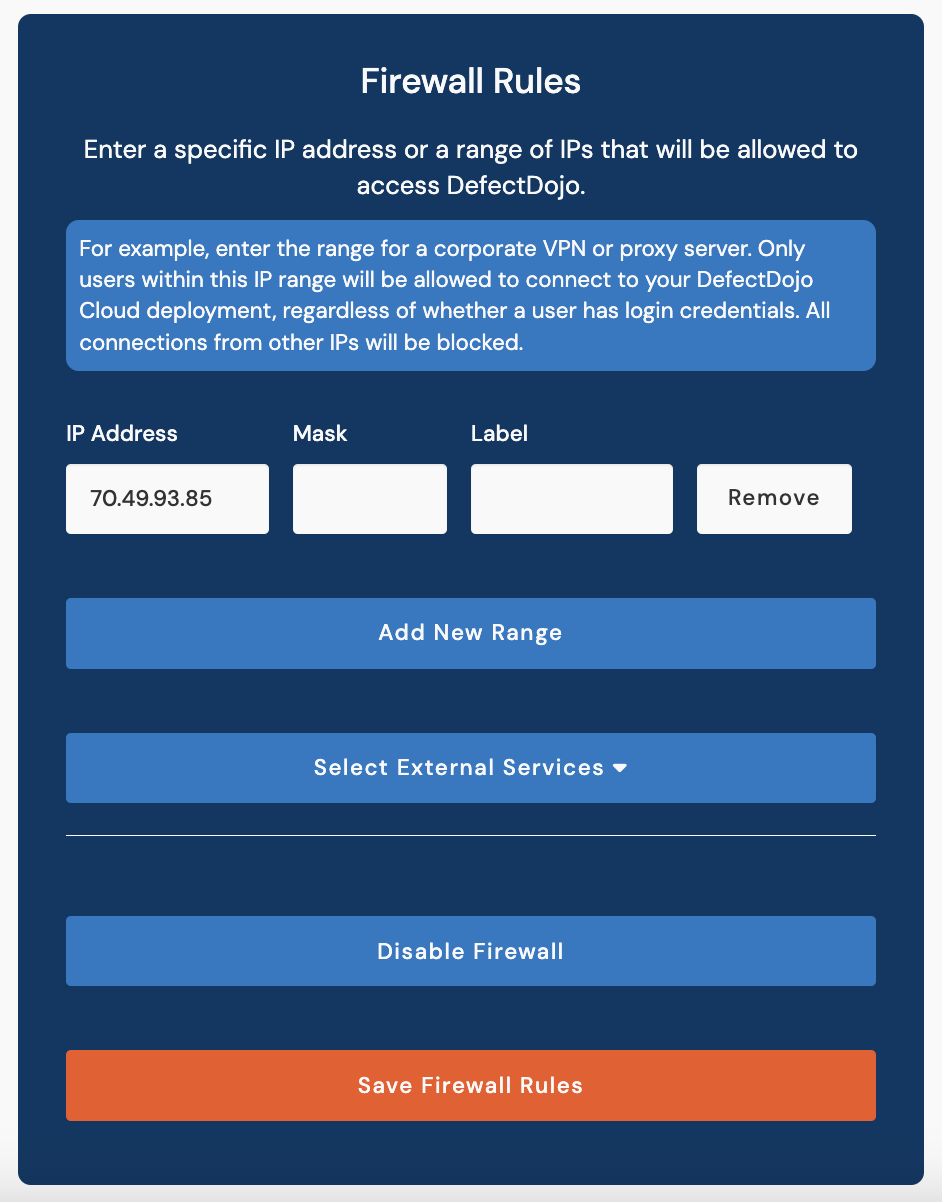 Firewall Rules
Enter a specific IP address or a range of IPs that will be allowed to
access DefectDojo.
For example, enter the range for a corporate VPN or proxy server. Only
users within this IP range will be allowed to connect to your DefectDojo
Cloud deployment, regardless of whether a user has login credentials. All
connections from other IPs will be blocked.
IP Address Mask Label
70.49.93.85 Remove
Add New Range
Select External Services
Disable Firewall
Save Firewall Rules